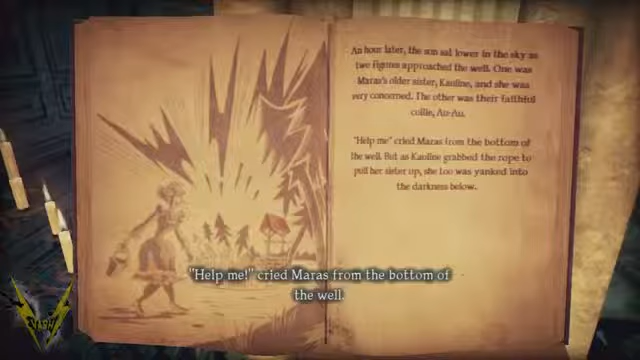 An hour later, the sun sat lower in the sky as
two figures approached the well. One was
Maras's older sister, Kauline, and she was
very concerned. The other was their faithful
collie, Au-Au.
"Help me" cried Maras from the bottom of
the well. But as Kauline grabbed the rope to
pull her sister up, she too was yanked into
the darkness below.
"Help me!" cried Maras from the bottom of
the well.